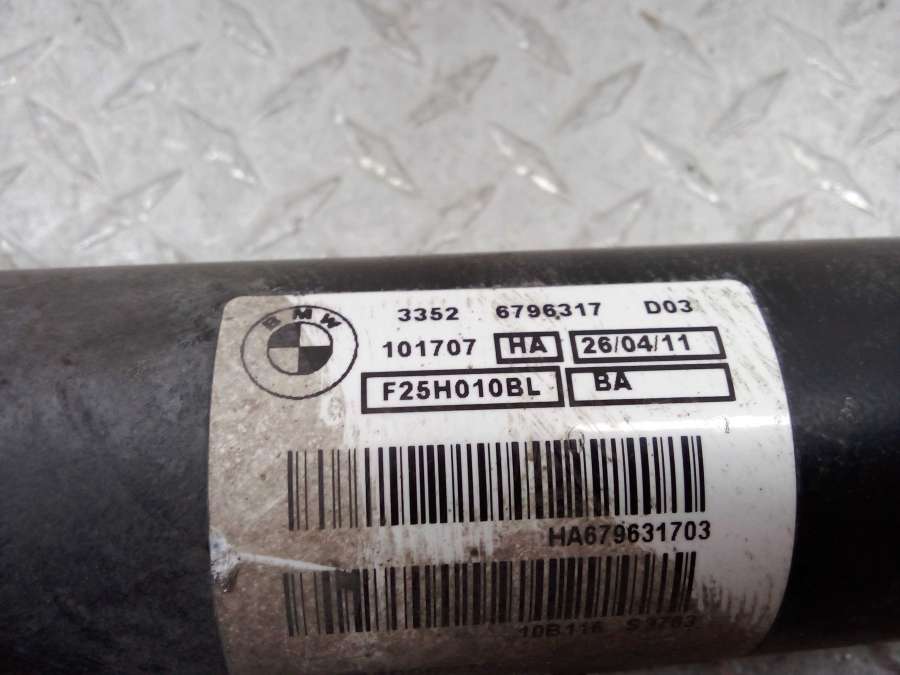 BMW
3352 6796317 D03
101707 HA 26/04/11
F25H010BL BA
HA679631703